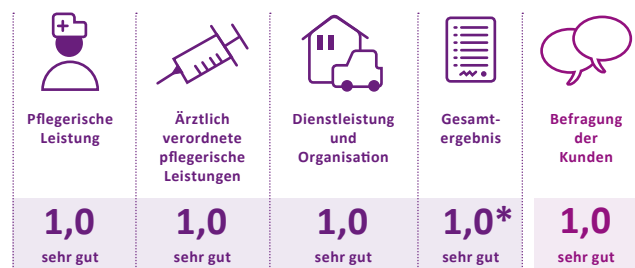 Pflegerische
Leistung
Ärztlich
verordnete
pflegerische
Leistungen
Dienstleistung
und
Organisation
Gesamt-
ergebnis
Befragung
der
Kunden
1,0
sehr gut
1,0
sehr gut
1,0
sehr gut
1,0*
sehr gut
1,0
sehr gut